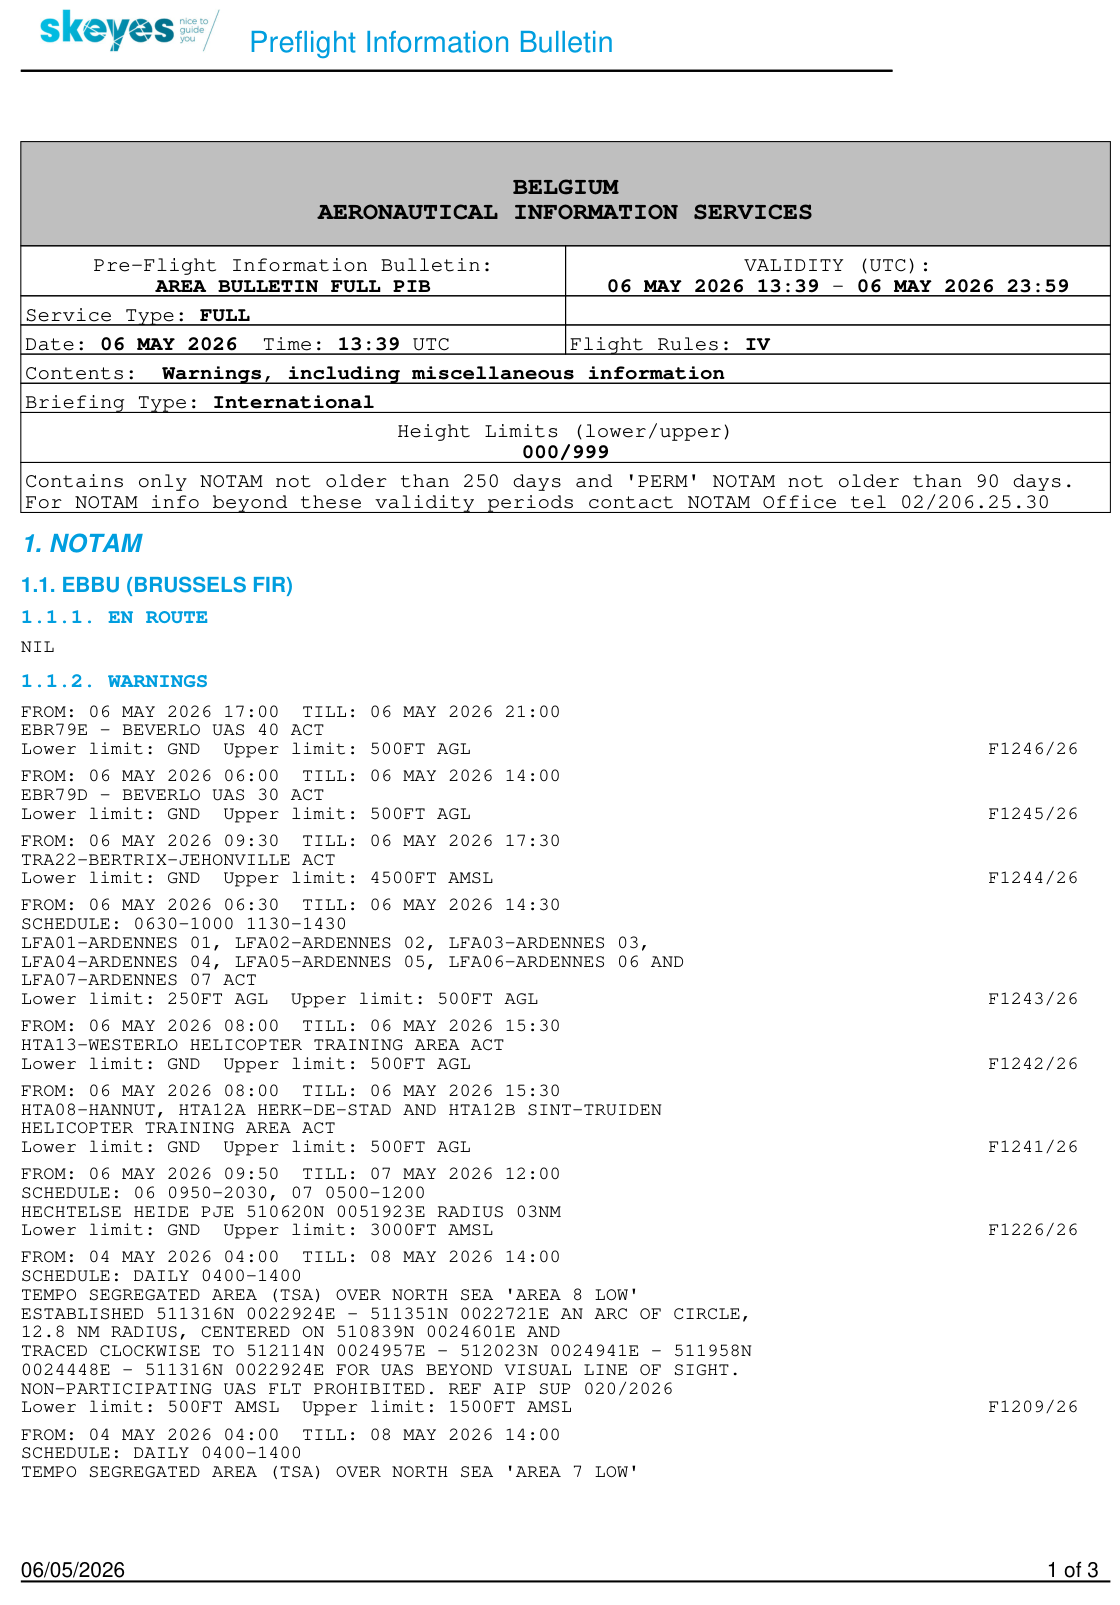 skeyes nice to guide you
Preflight Information Bulletin
BELGIUM
AERONAUTICAL INFORMATION SERVICES
Pre-Flight Information Bulletin:
AREA BULLETIN FULL PIB
VALIDITY (UTC):
06 MAY 2026 13:39 - 06 MAY 2026 23:59
Service Type: FULL
Date: 06 MAY 2026  Time: 13:39 UTC
Flight Rules: IV
Contents:  Warnings, including miscellaneous information
Briefing Type: International
Height Limits (lower/upper)
000/999
Contains only NOTAM not older than 250 days and 'PERM' NOTAM not older than 90 days.
For NOTAM info beyond these validity periods contact NOTAM Office tel 02/206.25.30
1. NOTAM
1.1. EBBU (BRUSSELS FIR)
1.1.1. EN ROUTE
NIL
1.1.2. WARNINGS
FROM: 06 MAY 2026 17:00  TILL: 06 MAY 2026 21:00
EBR79E - BEVERLO UAS 40 ACT
Lower limit: GND  Upper limit: 500FT AGL F1246/26
FROM: 06 MAY 2026 06:00  TILL: 06 MAY 2026 14:00
EBR79D - BEVERLO UAS 30 ACT
Lower limit: GND  Upper limit: 500FT AGL F1245/26
FROM: 06 MAY 2026 09:30  TILL: 06 MAY 2026 17:30
TRA22-BERTRIX-JEHONVILLE ACT
Lower limit: GND  Upper limit: 4500FT AMSL F1244/26
FROM: 06 MAY 2026 06:30  TILL: 06 MAY 2026 14:30
SCHEDULE: 0630-1000 1130-1430
LFA01-ARDENNES 01, LFA02-ARDENNES 02, LFA03-ARDENNES 03,
LFA04-ARDENNES 04, LFA05-ARDENNES 05, LFA06-ARDENNES 06 AND
LFA07-ARDENNES 07 ACT
Lower limit: 250FT AGL  Upper limit: 500FT AGL F1243/26
FROM: 06 MAY 2026 08:00  TILL: 06 MAY 2026 15:30
HTA13-WESTERLO HELICOPTER TRAINING AREA ACT
Lower limit: GND  Upper limit: 500FT AGL F1242/26
FROM: 06 MAY 2026 08:00  TILL: 06 MAY 2026 15:30
HTA08-HANNUT, HTA12A HERK-DE-STAD AND HTA12B SINT-TRUIDEN
HELICOPTER TRAINING AREA ACT
Lower limit: GND  Upper limit: 500FT AGL F1241/26
FROM: 06 MAY 2026 09:50  TILL: 07 MAY 2026 12:00
SCHEDULE: 06 0950-2030, 07 0500-1200
HECHTELSE HEIDE PJE 510620N 0051923E RADIUS 03NM
Lower limit: GND  Upper limit: 3000FT AMSL F1226/26
FROM: 04 MAY 2026 04:00  TILL: 08 MAY 2026 14:00
SCHEDULE: DAILY 0400-1400
TEMPO SEGREGATED AREA (TSA) OVER NORTH SEA 'AREA 8 LOW'
ESTABLISHED 511316N 0022924E - 511351N 0022721E AN ARC OF CIRCLE,
12.8 NM RADIUS, CENTERED ON 510839N 0024601E AND
TRACED CLOCKWISE TO 512114N 0024957E - 512023N 0024941E - 511958N
0024448E - 511316N 0022924E FOR UAS BEYOND VISUAL LINE OF SIGHT.
NON-PARTICIPATING UAS FLT PROHIBITED. REF AIP SUP 020/2026
Lower limit: 500FT AMSL  Upper limit: 1500FT AMSL F1209/26
FROM: 04 MAY 2026 04:00  TILL: 08 MAY 2026 14:00
SCHEDULE: DAILY 0400-1400
TEMPO SEGREGATED AREA (TSA) OVER NORTH SEA 'AREA 7 LOW'
06/05/2026
1 of 3